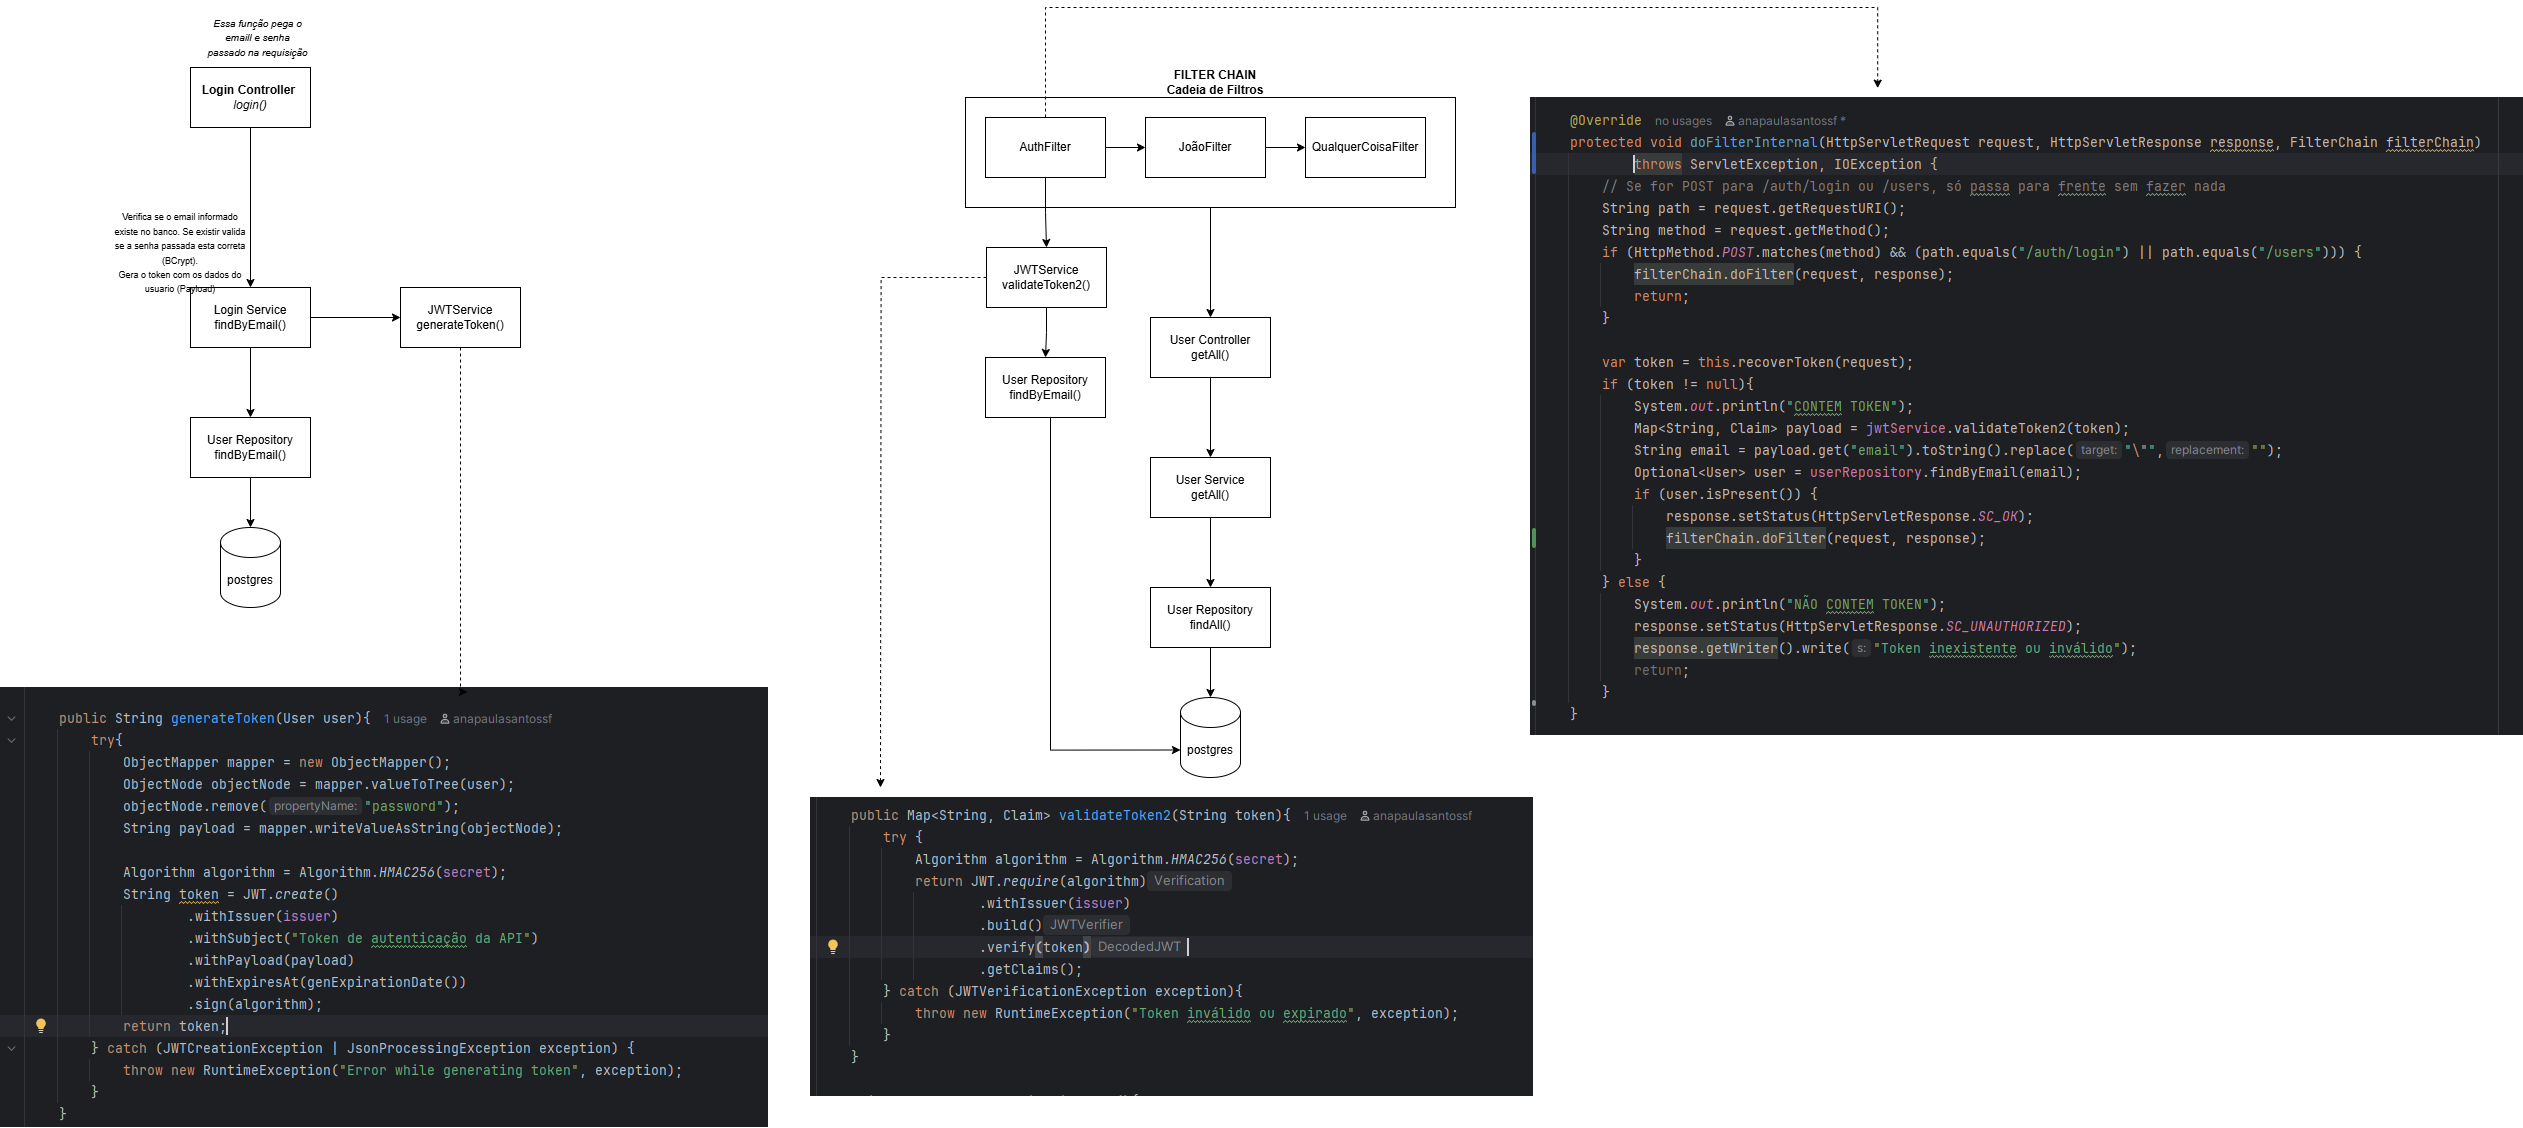 Essa função pega o
emaill e senha
passado na requisição
Login Controller
login()
Verifica se o email informado
existe no banco. Se existir valida
se a senha passada esta correta
(BCrypt).
Gera o token com os dados do
usuario (Payload)
Login Service
findByEmail()
JWTService
generateToken()
User Repository
findByEmail()
postgres
public String generateToken(User user){ 1 usage anapaulasantossf
try{
ObjectMapper mapper = new ObjectMapper();
ObjectNode objectNode = mapper.valueToTree(user);
objectNode.remove( propertyName: "password");
String payload = mapper.writeValueAsString(objectNode);
Algorithm algorithm = Algorithm.HMAC256(secret);
String token = JWT.create()
.withIssuer(issuer)
.withSubject("Token de autenticação da API")
.withPayload(payload)
.withExpiresAt(genExpirationDate())
.sign(algorithm);
return token;
} catch (JWTCreationException | JsonProcessingException exception) {
throw new RuntimeException("Error while generating token", exception);
}
}
FILTER CHAIN
Cadeia de Filtros
AuthFilter
JoãoFilter
QualquerCoisaFilter
JWTService
validateToken2()
User Repository
findByEmail()
User Controller
getAll()
User Service
getAll()
User Repository
findAll()
postgres
public Map<String, Claim> validateToken2(String token){ 1 usage anapaulasantossf
try {
Algorithm algorithm = Algorithm.HMAC256(secret);
return JWT.require(algorithm) Verification
.withIssuer(issuer)
.build() JWTVerifier
.verify(token) DecodedJWT
.getClaims();
} catch (JWTVerificationException exception){
throw new RuntimeException("Token inválido ou expirado", exception);
}
}
@Override no usages anapaulasantossf *
protected void doFilterInternal(HttpServletRequest request, HttpServletResponse response, FilterChain filterChain)
throws ServletException, IOException {
// Se for POST para /auth/login ou /users, só passa para frente sem fazer nada
String path = request.getRequestURI();
String method = request.getMethod();
if (HttpMethod.POST.matches(method) && (path.equals("/auth/login") || path.equals("/users"))) {
filterChain.doFilter(request, response);
return;
}
var token = this.recoverToken(request);
if (token != null){
System.out.println("CONTEM TOKEN");
Map<String, Claim> payload = jwtService.validateToken2(token);
String email = payload.get("email").toString().replace( target: "\"", replacement: "");
Optional<User> user = userRepository.findByEmail(email);
if (user.isPresent()) {
response.setStatus(HttpServletResponse.SC_OK);
filterChain.doFilter(request, response);
}
} else {
System.out.println("NÃO CONTEM TOKEN");
response.setStatus(HttpServletResponse.SC_UNAUTHORIZED);
response.getWriter().write( s: "Token inexistente ou inválido");
return;
}
}